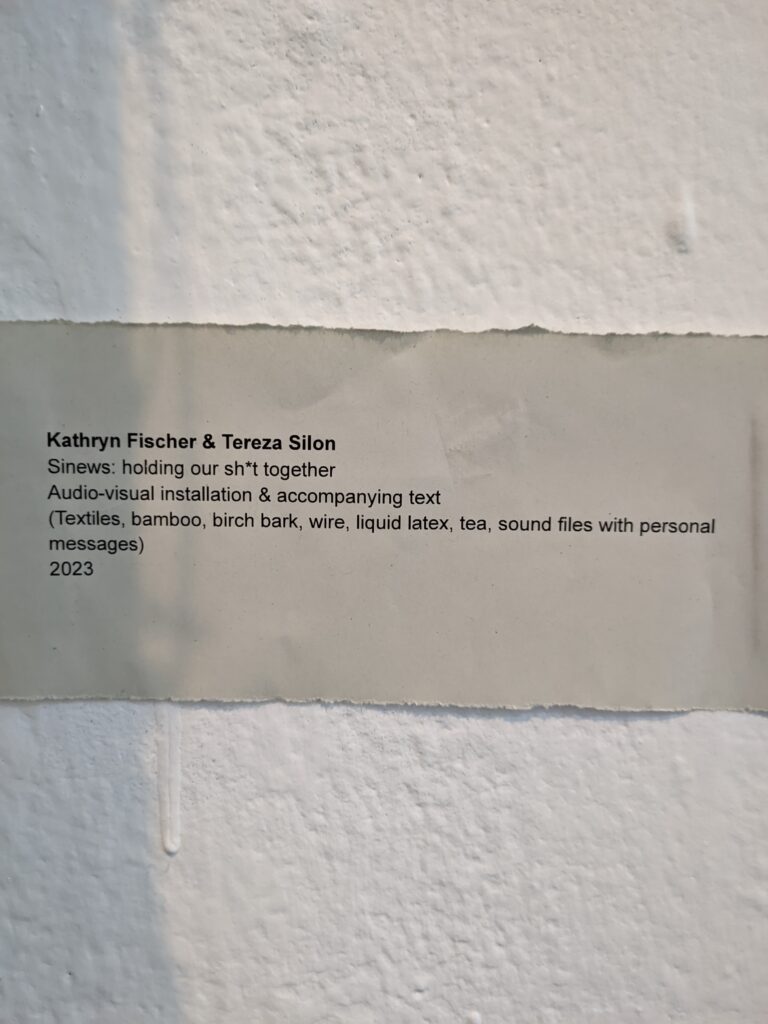 Kathryn Fischer & Tereza Silon
Sinews: holding our sh*t together
Audio-visual installation & accompanying text
(Textiles, bamboo, birch bark, wire, liquid latex, tea, sound files with personal
messages)
2023